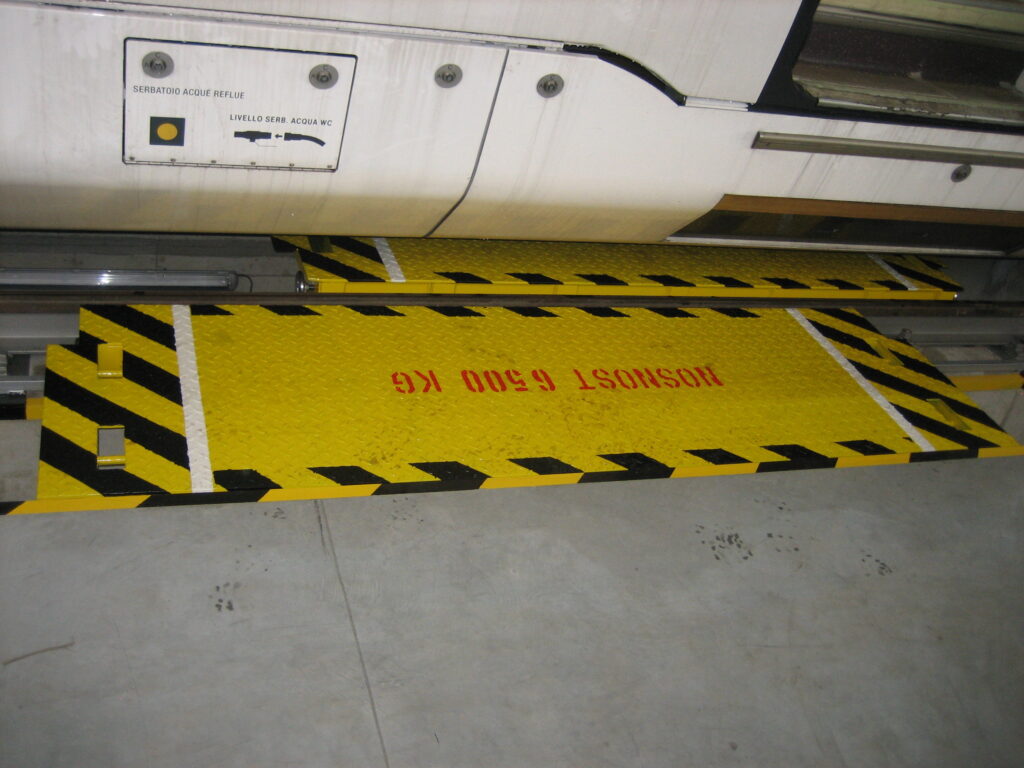 SERBATOIO ACQUE REFLUE
LIVELLO SERB. ACQUA WC
NOSNOST 6500 KG